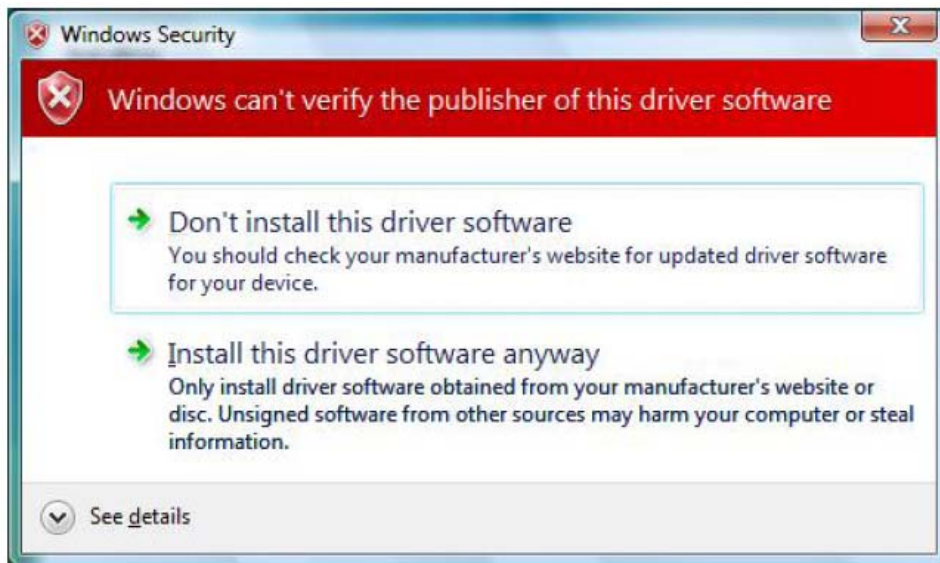 Windows Security
Windows can't verify the publisher of this driver software
Don't install this driver software
You should check your manufacturer's website for updated driver software
for your device.
Install this driver software anyway
Only install driver software obtained from your manufacturer's website or
disc. Unsigned software from other sources may harm your computer or steal
information.
See details